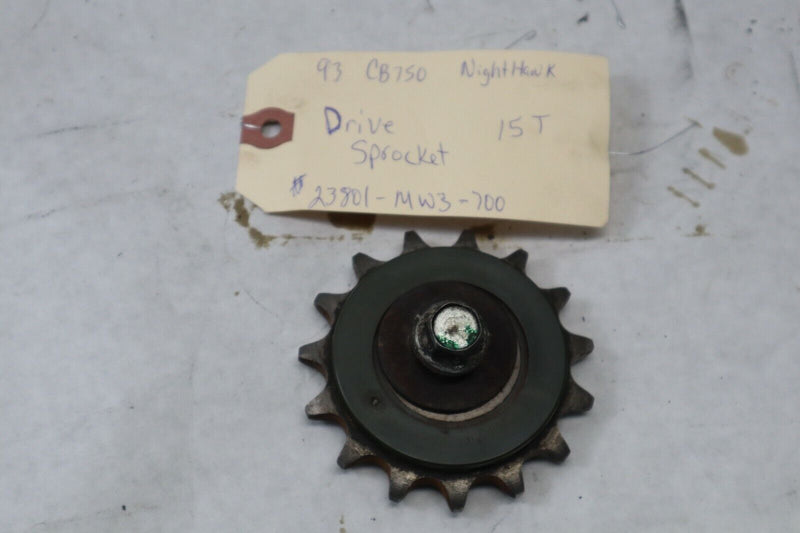 93 CB750 NightHawk
Drive 15T
Sprocket
# 23801-MW3-700